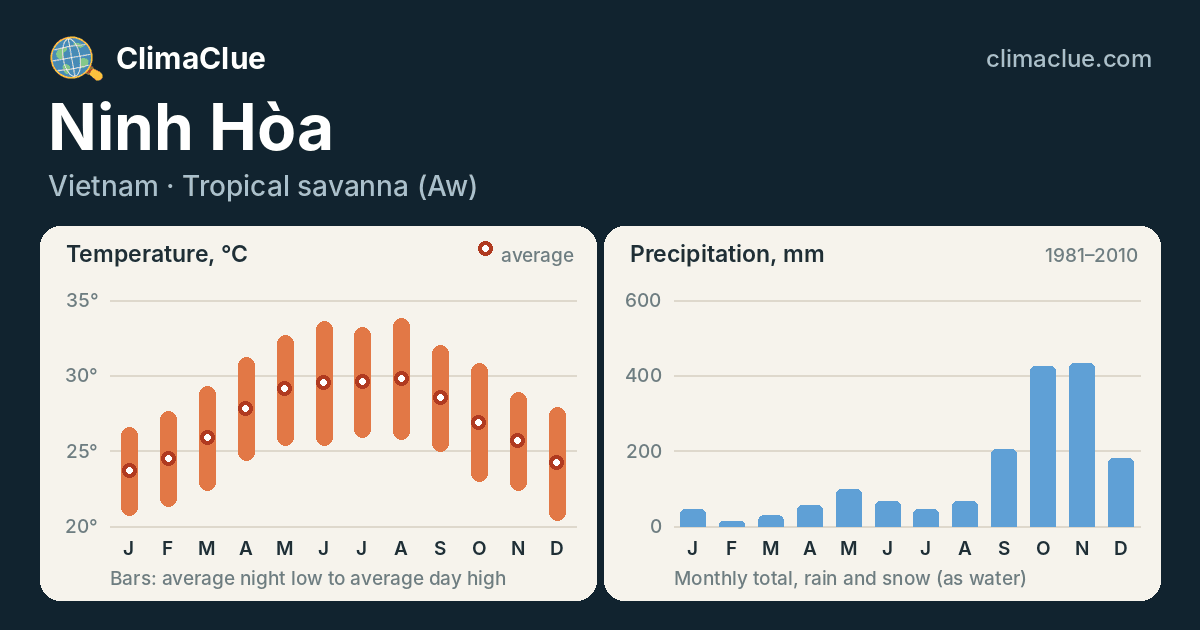 ClimaClue
climaclue.com
Ninh Hòa
Vietnam · Tropical savanna (Aw)
Temperature, °C
average
35°
30°
25°
20°
J F M A M J J A S O N D
Bars: average night low to average day high
Precipitation, mm
1981–2010
600
400
200
0
J F M A M J J A S O N D
Monthly total, rain and snow (as water)